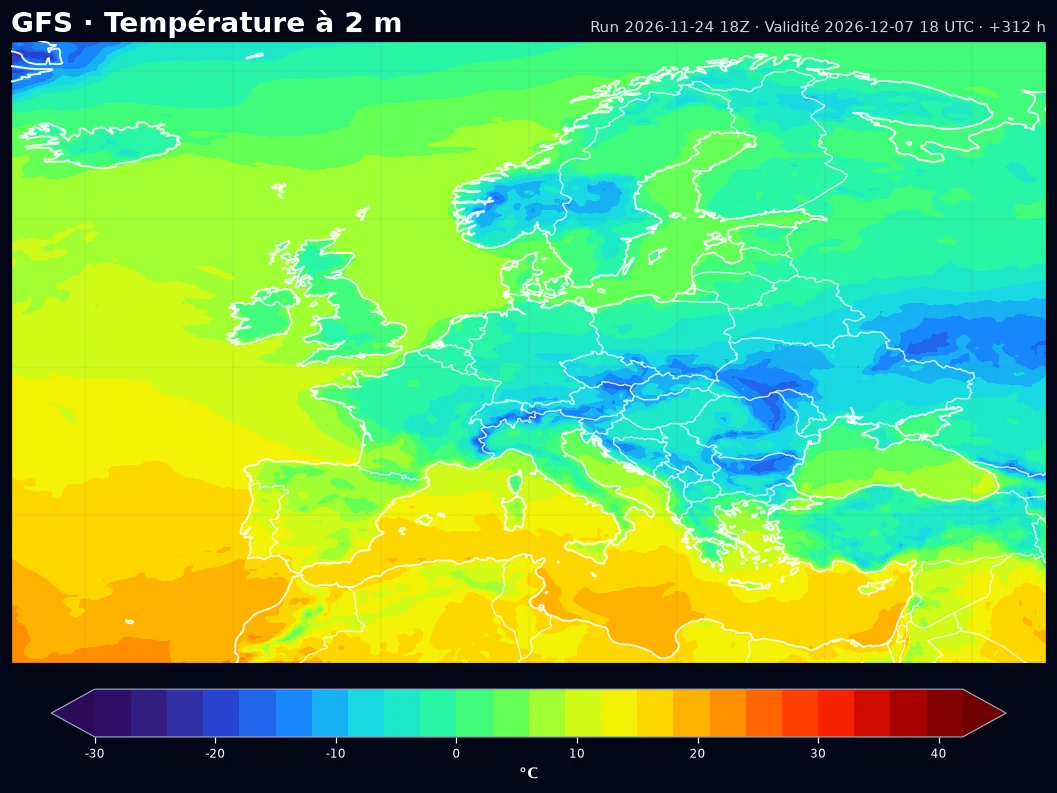 GFS · Température à 2 m
Run 2026-11-24 18Z · Validité 2026-12-07 18 UTC · +312 h
-30 -20 -10 0 10 20 30 40
°C